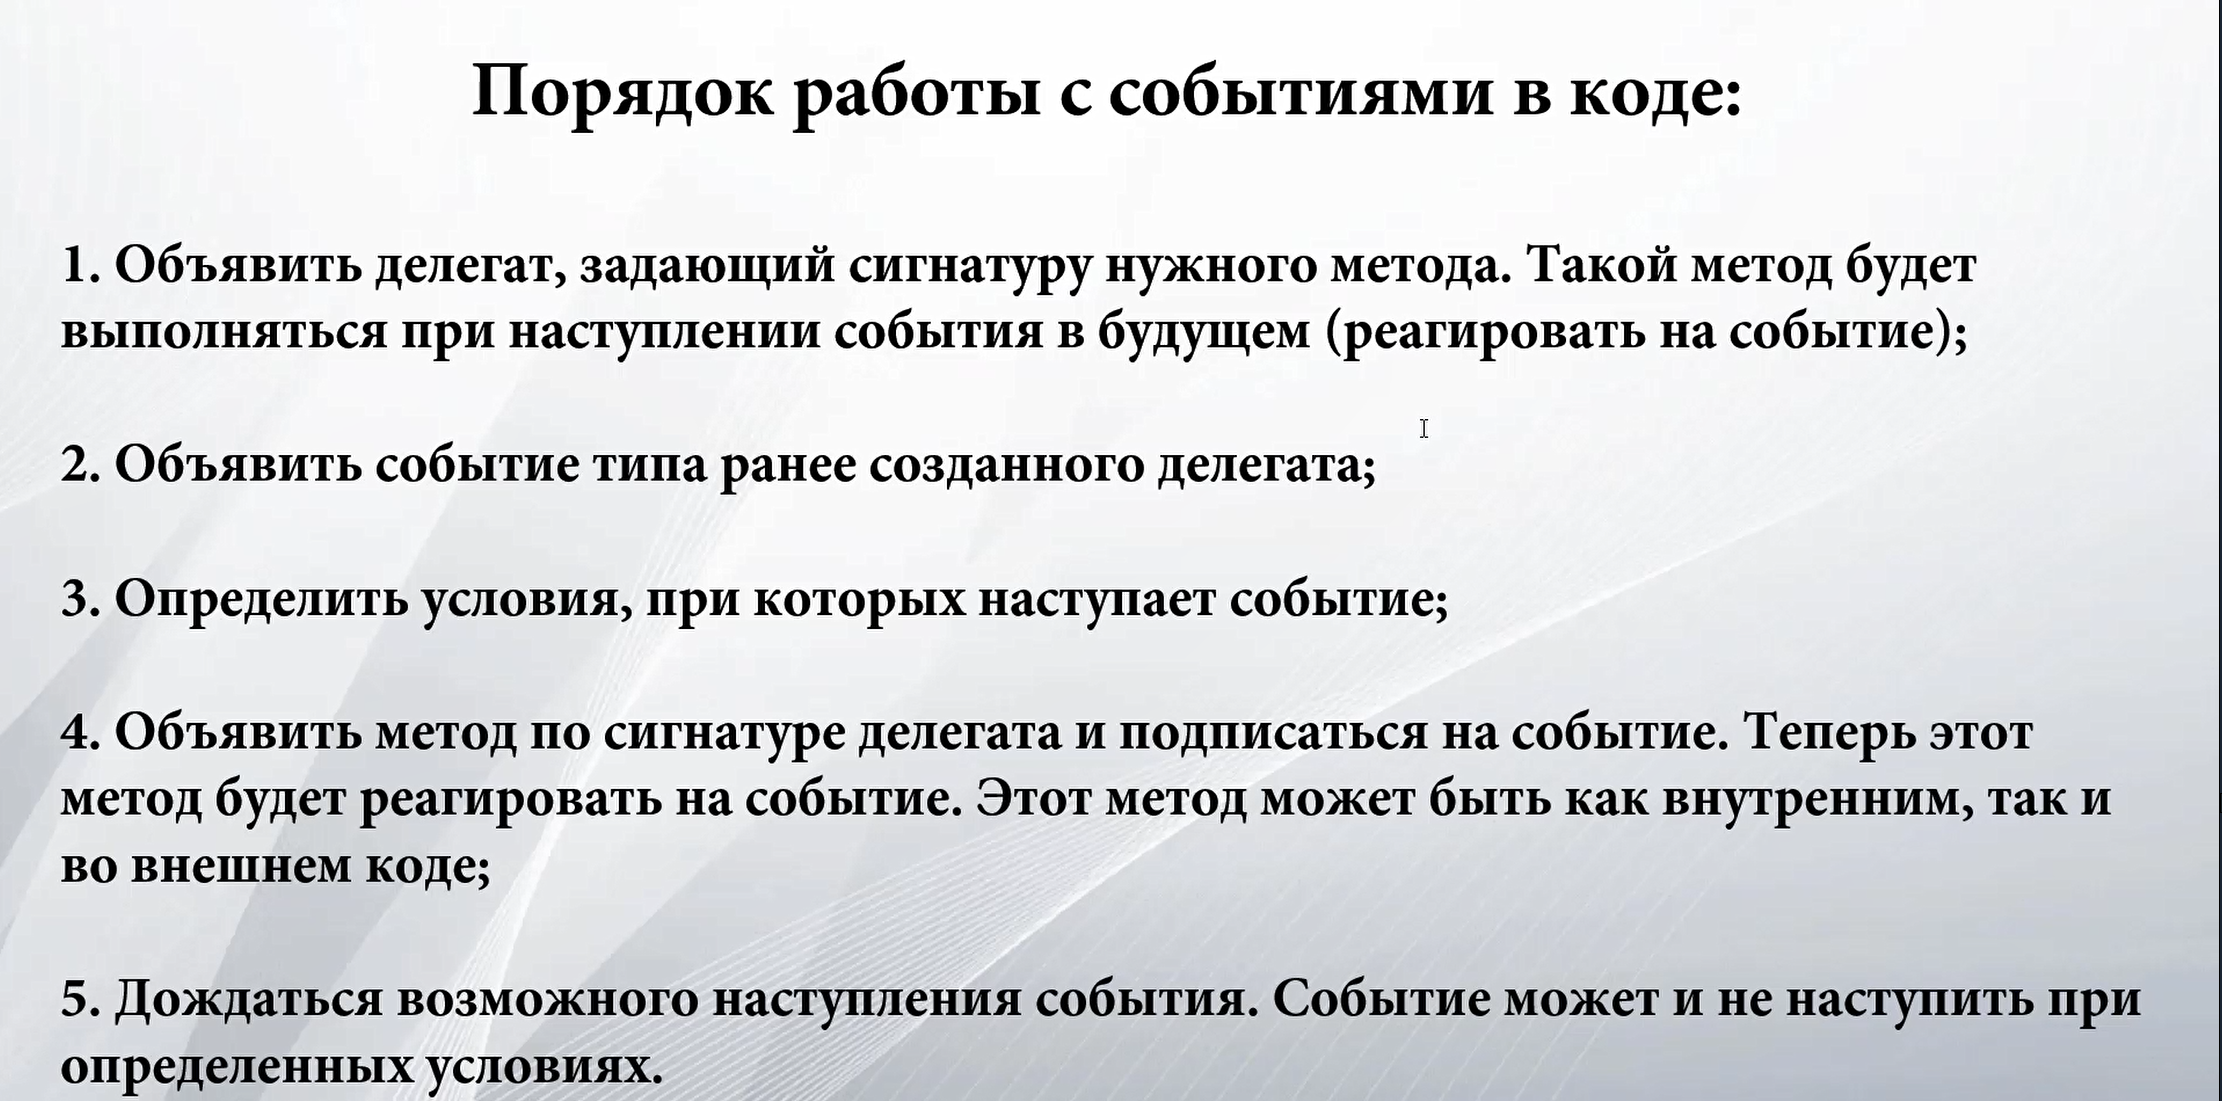 Порядок работы с событиями в коде:
1. Объявить делегат, задающий сигнатуру нужного метода. Такой метод будет
выполняться при наступлении события в будущем (реагировать на событие);
2. Объявить событие типа ранее созданного делегата;
3. Определить условия, при которых наступает событие;
4. Объявить метод по сигнатуре делегата и подписаться на событие. Теперь этот
метод будет реагировать на событие. Этот метод может быть как внутренним, так и
во внешнем коде;
5. Дождаться возможного наступления события. Событие может и не наступить при
определенных условиях.